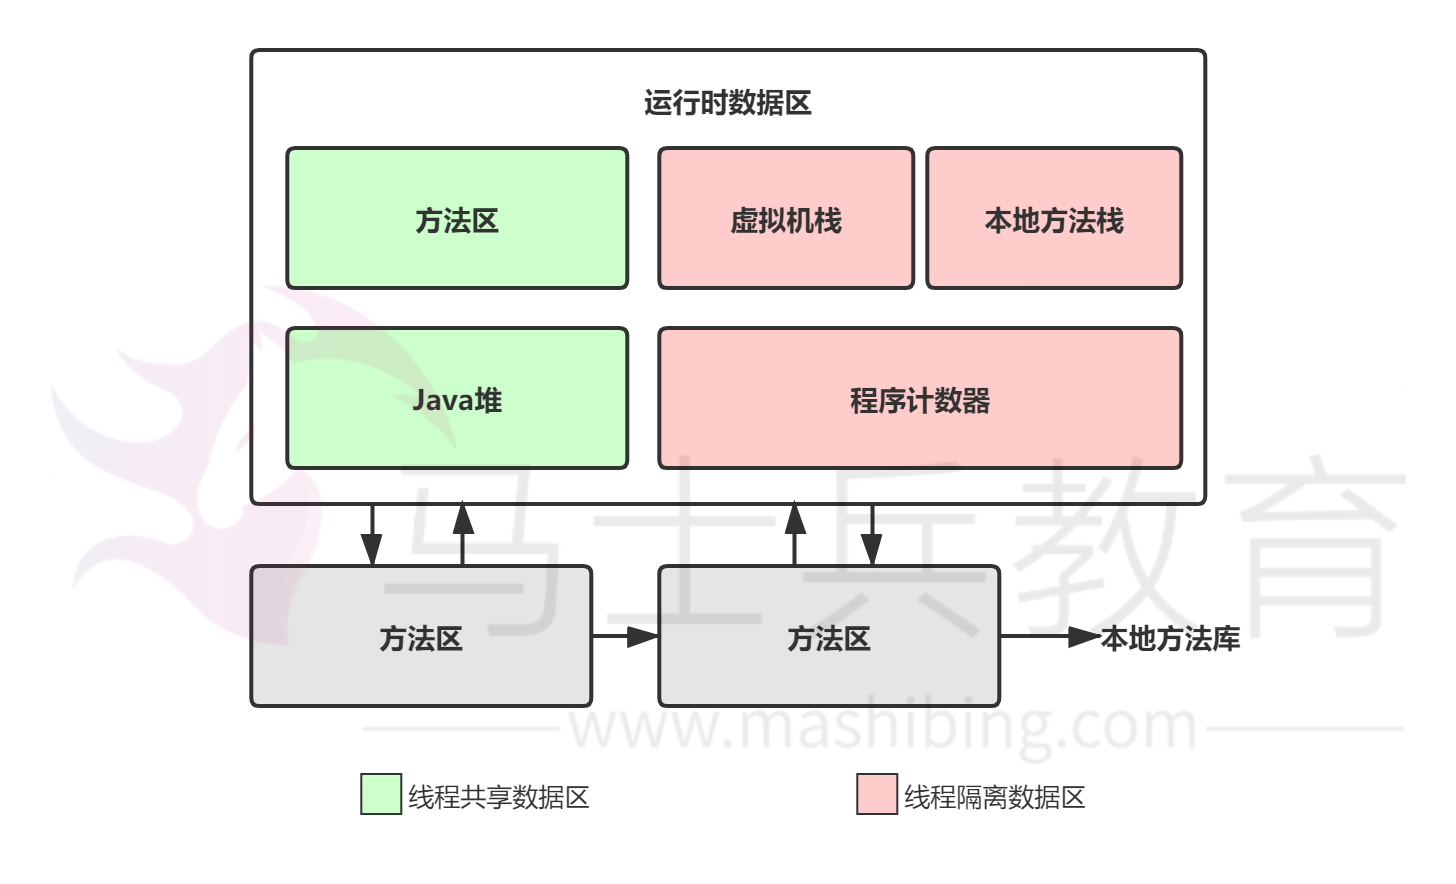 运行时数据区
方法区
虚拟机栈
本地方法栈
Java堆
程序计数器
马士兵教育
方法区
方法区
本地方法库
www.mashibing.com
线程共享数据区
线程隔离数据区